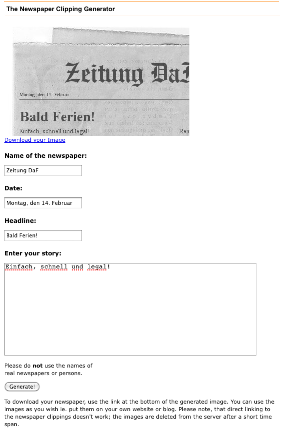 The Newspaper Clipping Generator
Zeitung DaF
Montag, den 14. Februar
Bald Ferien!
Einfach, schnell und legal!
Download your Image
Name of the newspaper:
Zeitung DaF
Date:
Montag, den 14. Februar
Headline:
Bald Ferien!
Enter your story:
Einfach, schnell und legal!
Please do not use the names of
real newspapers or persons.
Generate!
To download your newspaper, use the link at the bottom of the generated image. You can use the
images as you wish ie. put them on your own website or blog. Please note, that direct linking to
the newspaper clippings doesn't work; the images are deleted from the server after a short time
span.